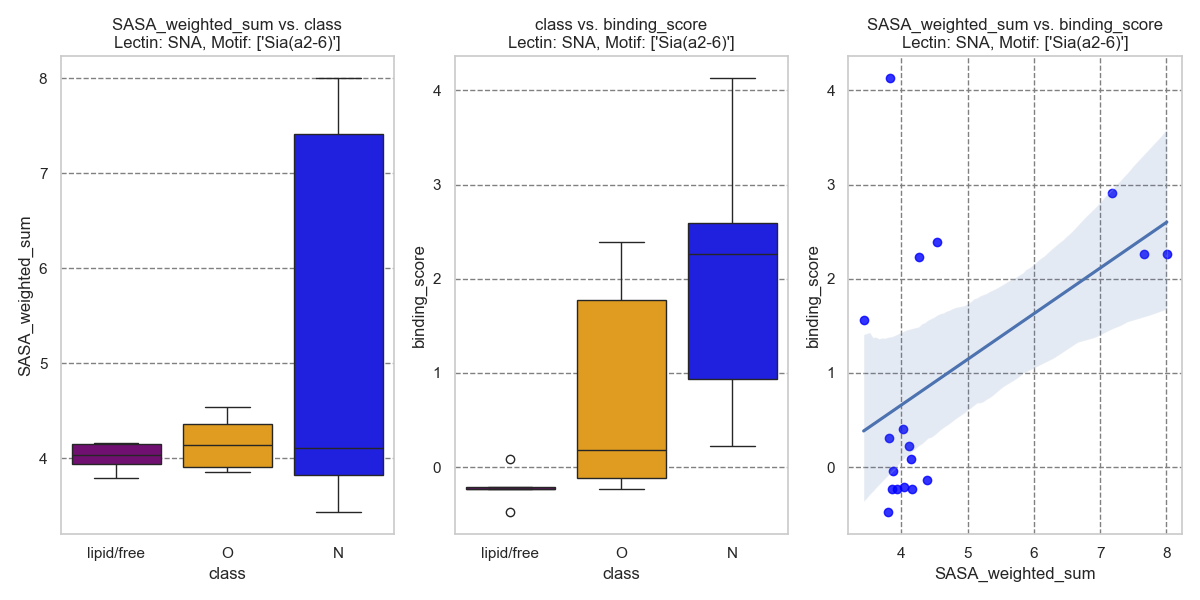 SASA_weighted_sum vs. class
Lectin: SNA, Motif: ['Sia(a2-6)']
8
7
6
5
4
SASA_weighted_sum
lipid/free
O
N
class
class vs. binding_score
Lectin: SNA, Motif: ['Sia(a2-6)']
4
3
2
1
0
binding_score
lipid/free
O
N
class
SASA_weighted_sum vs. binding_score
Lectin: SNA, Motif: ['Sia(a2-6)']
4
3
2
1
0
binding_score
4
5
6
7
8
SASA_weighted_sum